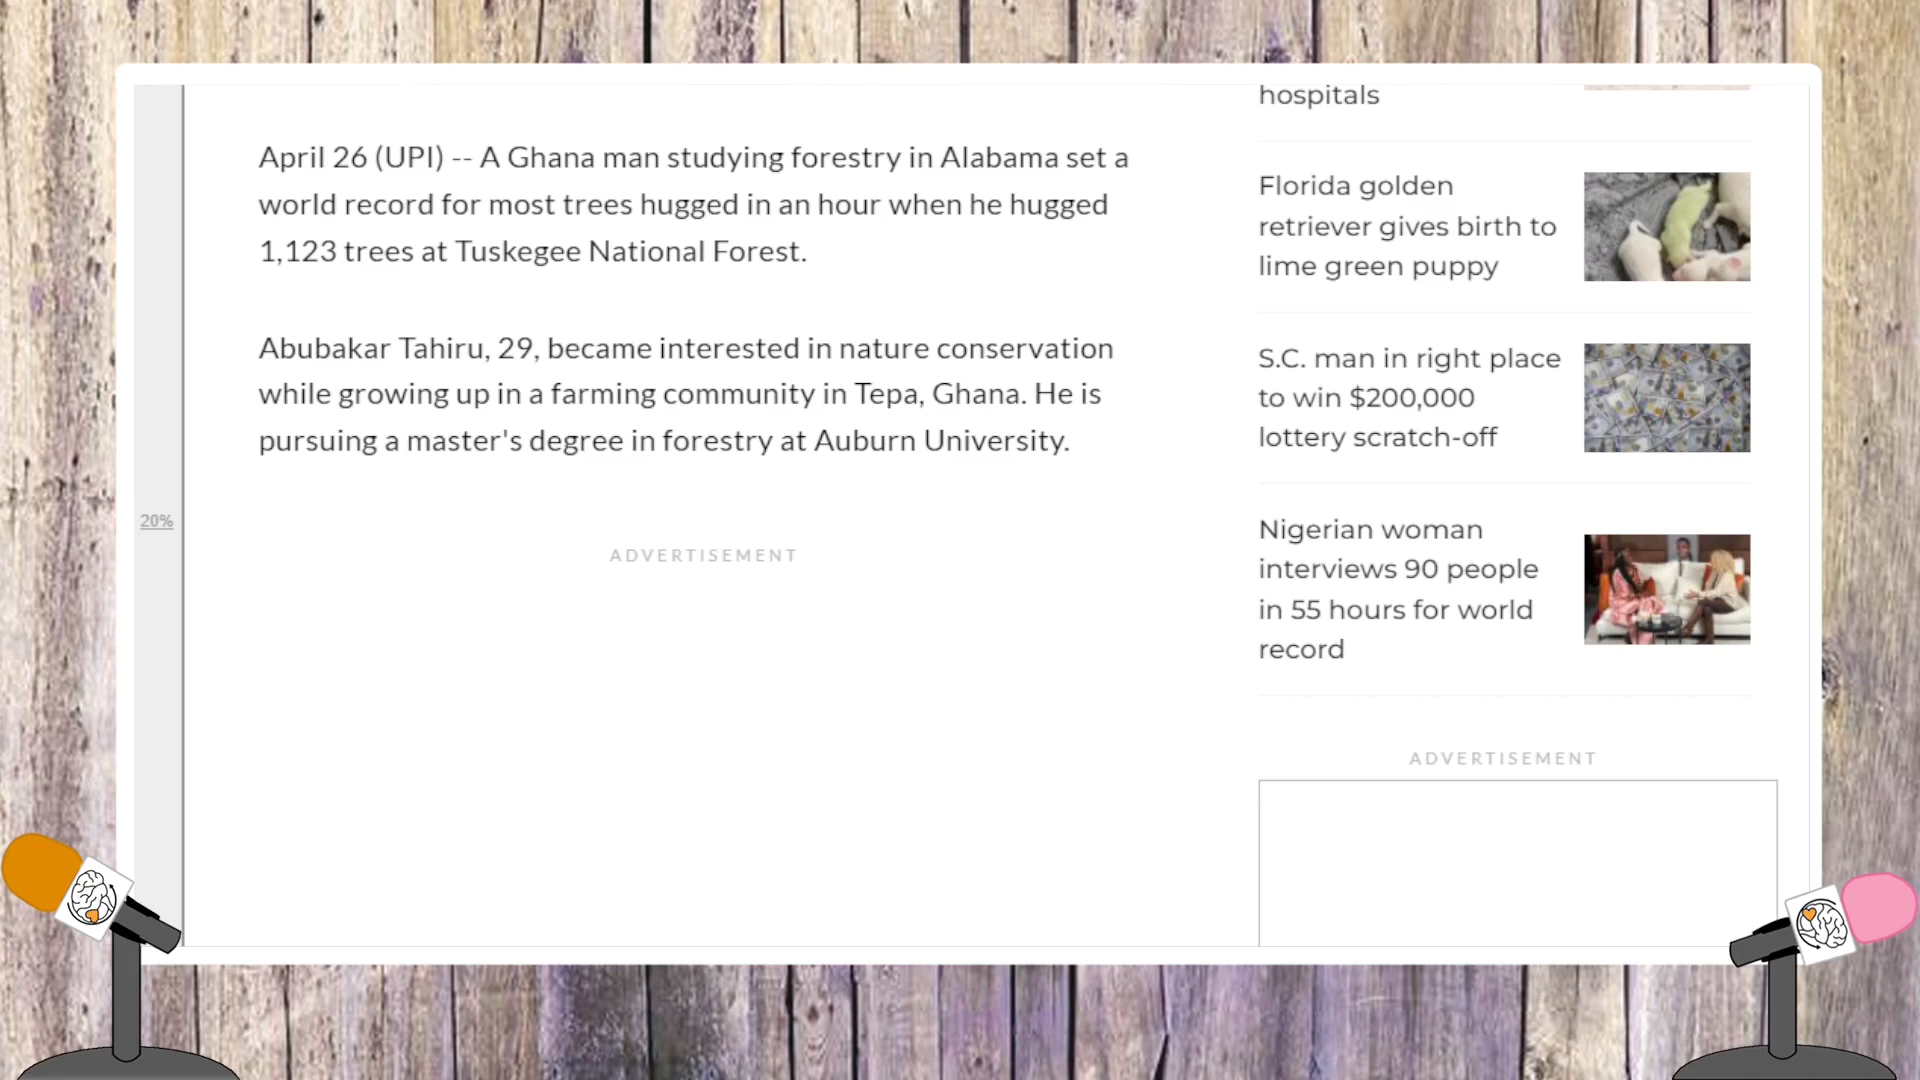 April 26 (UPI) -- A Ghana man studying forestry in Alabama set a
world record for most trees hugged in an hour when he hugged
1,123 trees at Tuskegee National Forest.
Abubakar Tahiru, 29, became interested in nature conservation
while growing up in a farming community in Tepa, Ghana. He is
pursuing a master's degree in forestry at Auburn University.
20%
ADVERTISEMENT
hospitals
Florida golden
retriever gives birth to
lime green puppy
S.C. man in right place
to win $200,000
lottery scratch-off
Nigerian woman
interviews 90 people
in 55 hours for world
record
ADVERTISEMENT